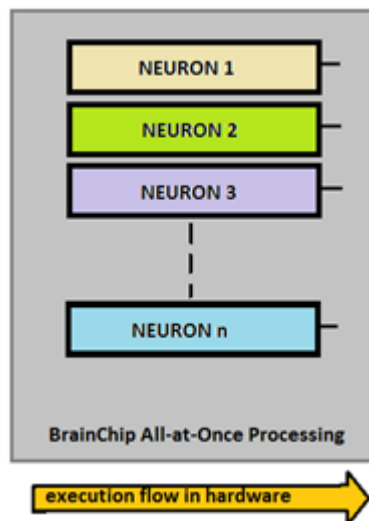 NEURON 1
NEURON 2
NEURON 3
NEURON n
BrainChip All-at-Once Processing
execution flow in hardware